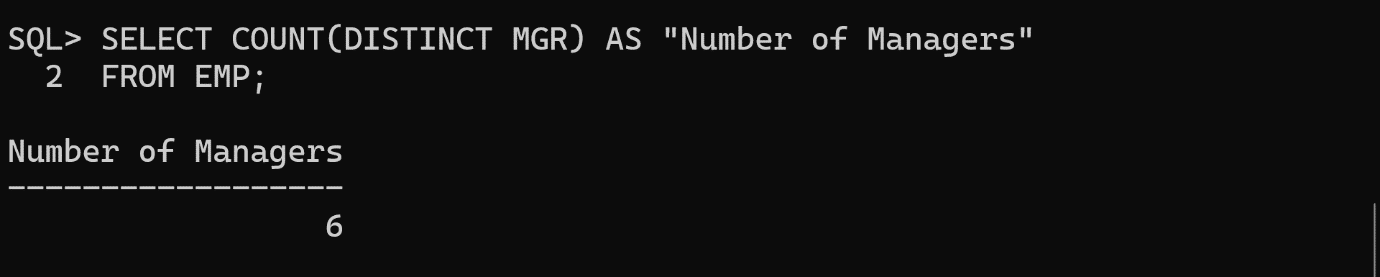 SQL> SELECT COUNT(DISTINCT MGR) AS "Number of Managers"
  2  FROM EMP;
Number of Managers
------------------
                 6